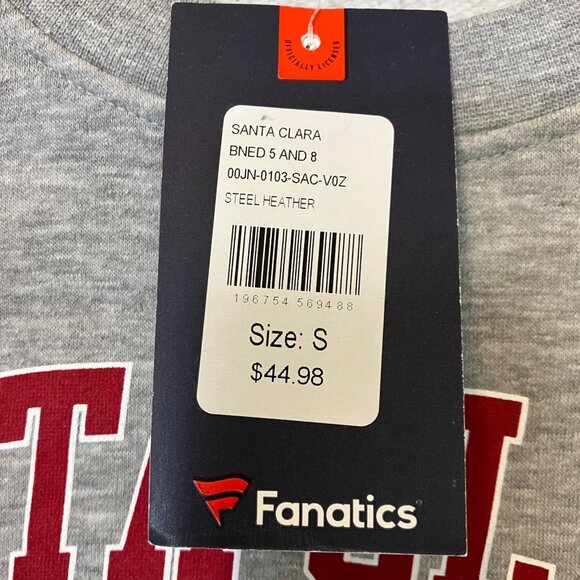 OFFICIALLY LICENSED
SANTA CLARA
BNED 5 AND 8
00JN-0103-SAC-V0Z
STEEL HEATHER
196754 569488
Size: S
$44.98
Fanatics